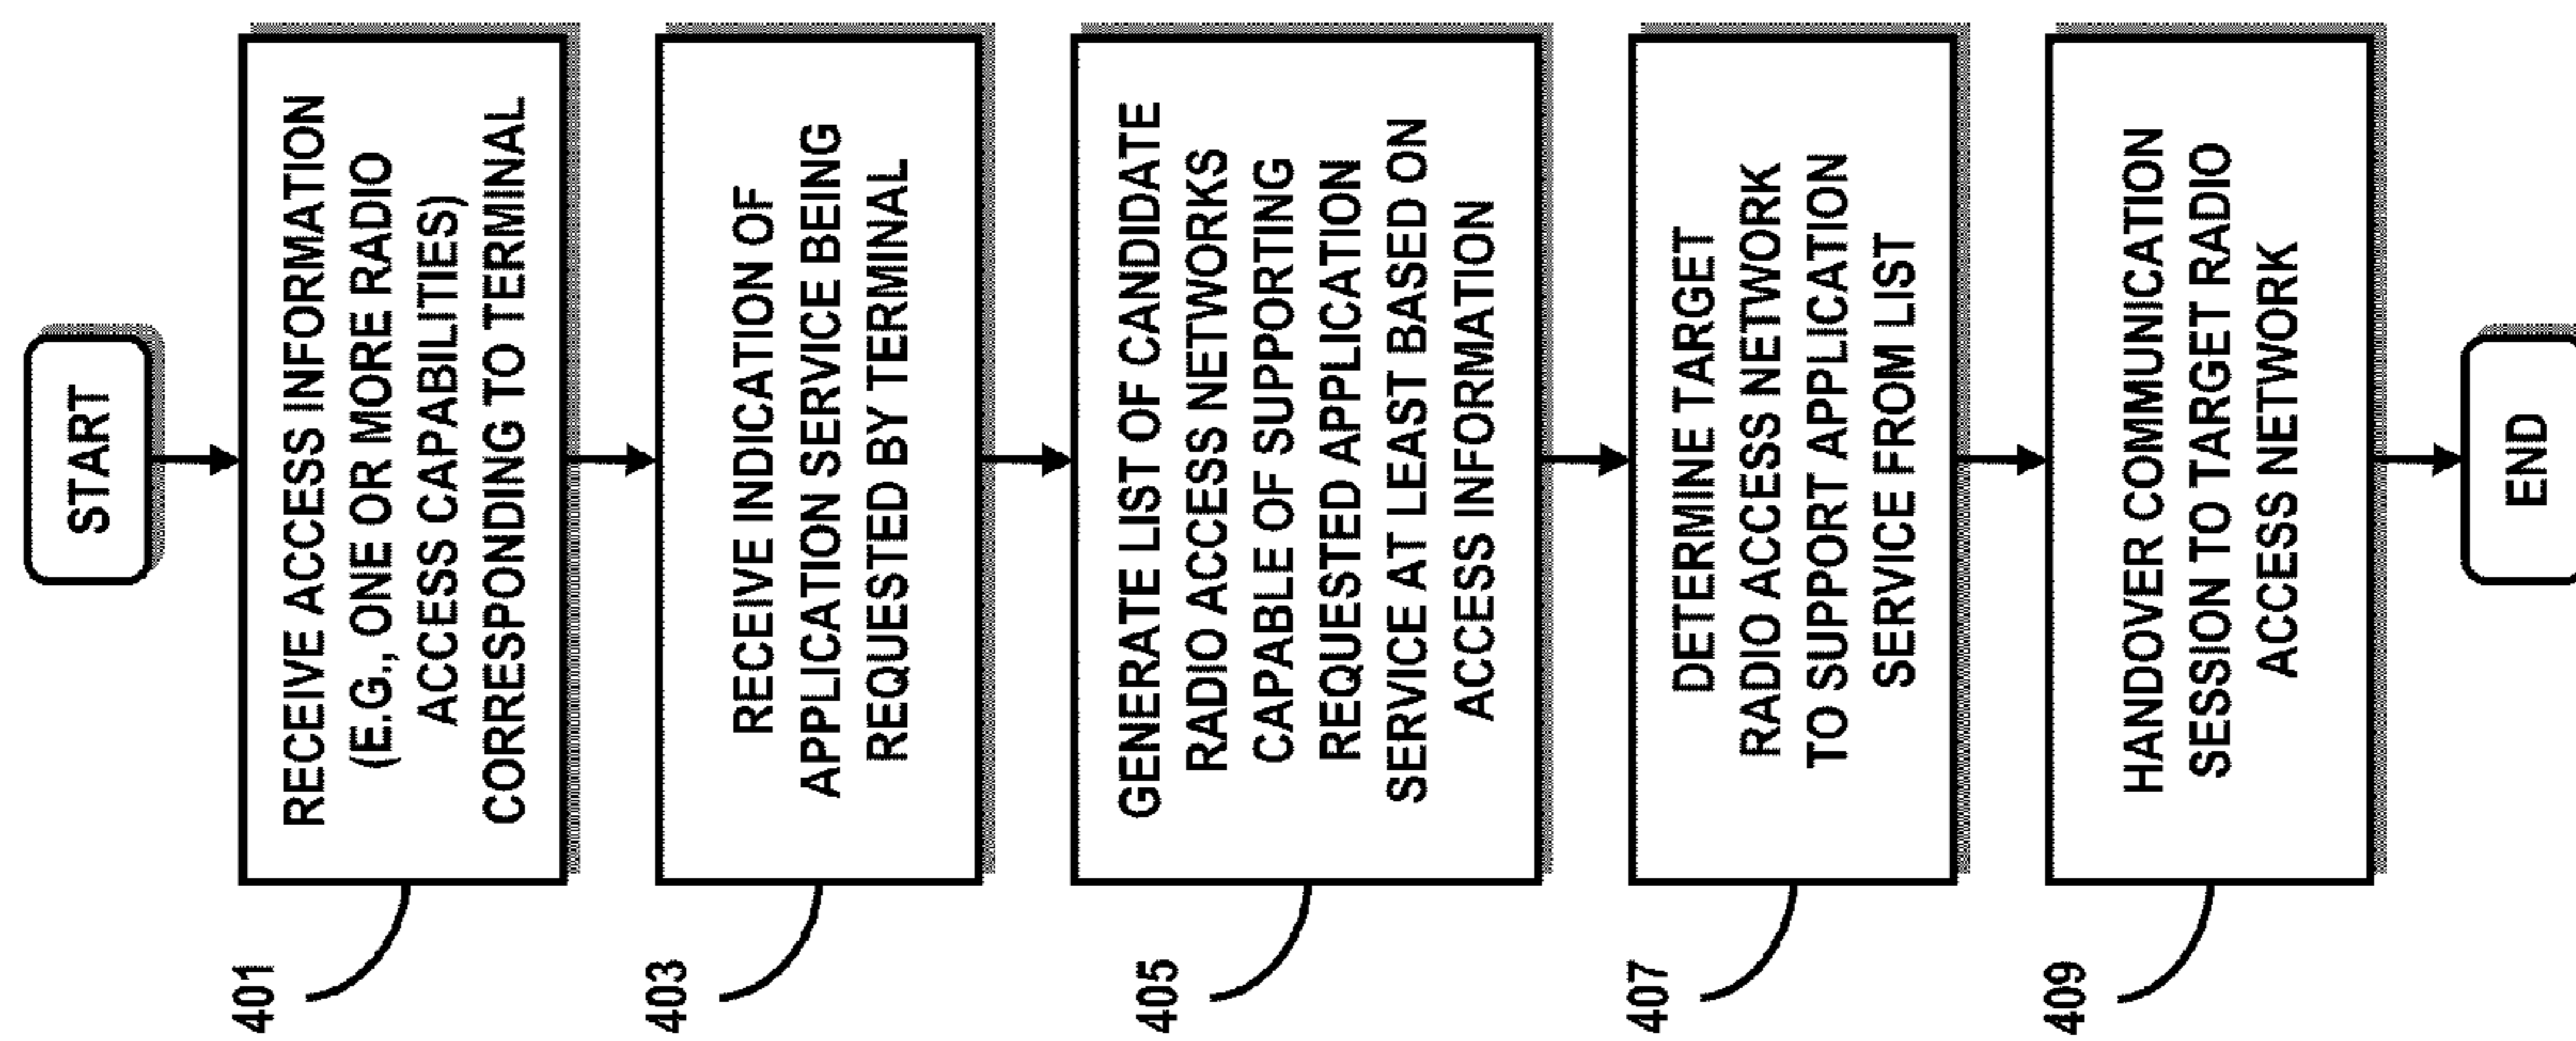 START
401
RECEIVE ACCESS INFORMATION
(E.G., ONE OR MORE RADIO
ACCESS CAPABILITIES)
CORRESPONDING TO TERMINAL
403
RECEIVE INDICATION OF
APPLICATION SERVICE BEING
REQUESTED BY TERMINAL
405
GENERATE LIST OF CANDIDATE
RADIO ACCESS NETWORKS
CAPABLE OF SUPPORTING
REQUESTED APPLICATION
SERVICE AT LEAST BASED ON
ACCESS INFORMATION
407
DETERMINE TARGET
RADIO ACCESS NETWORK
TO SUPPORT APPLICATION
SERVICE FROM LIST
409
HANDOVER COMMUNICATION
SESSION TO TARGET RADIO
ACCESS NETWORK
END